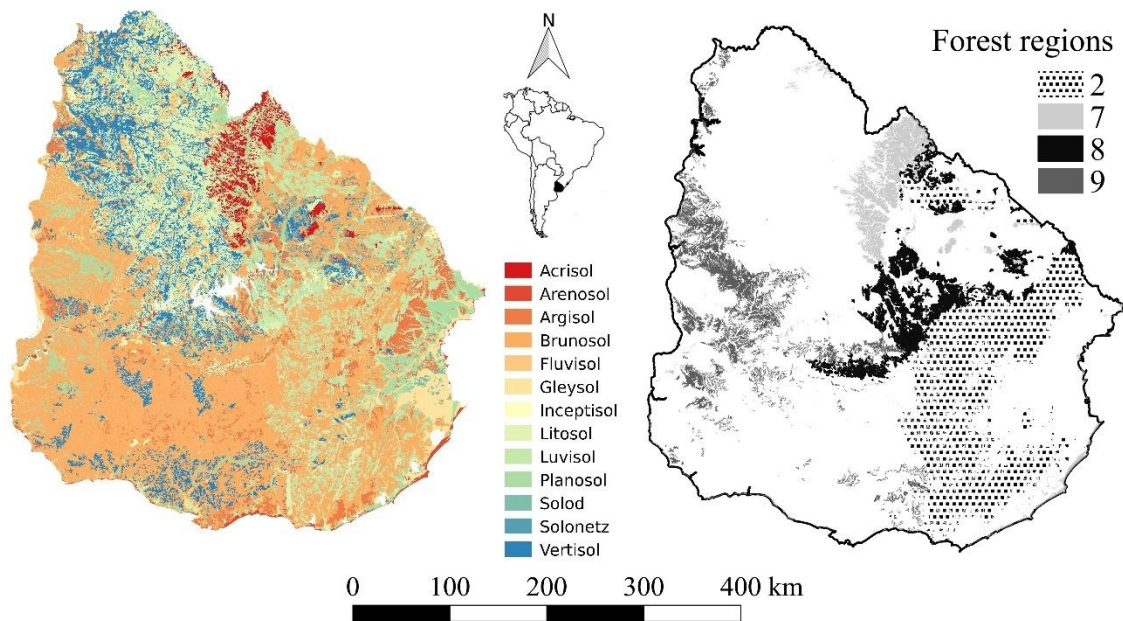 N
Forest regions
2
7
8
9
Acrisol
Arenosol
Argisol
Brunosol
Fluvisol
Gleysol
Inceptisol
Litosol
Luvisol
Planosol
Solod
Solonetz
Vertisol
0 100 200 300 400 km